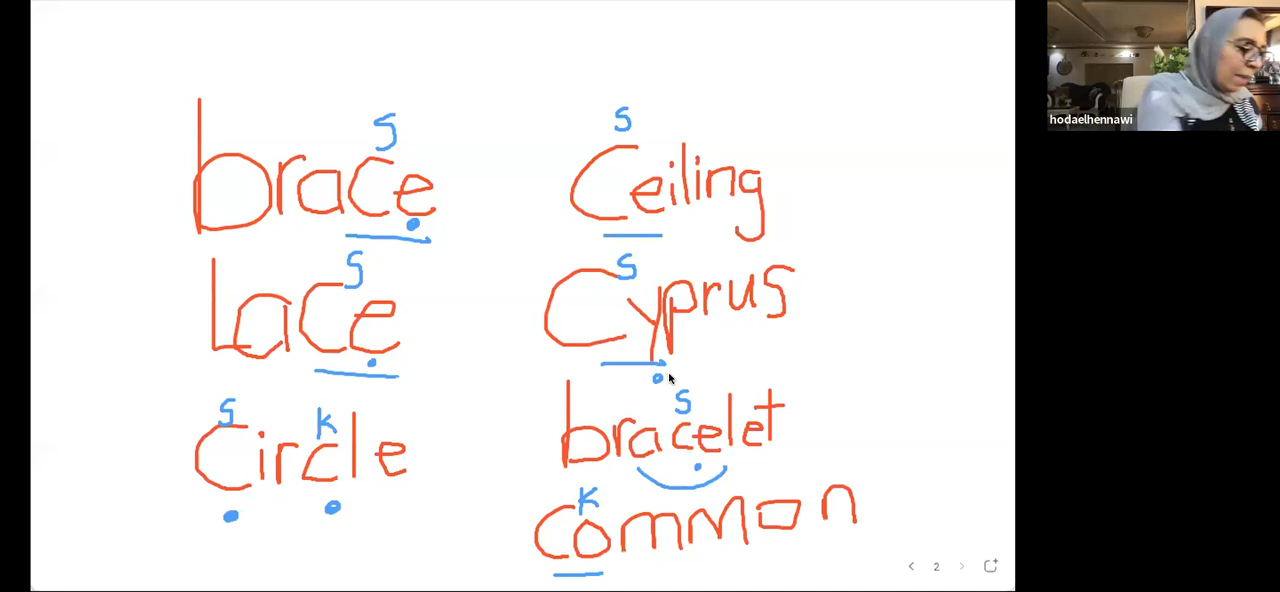 s
brace
s
Lace
s k
Circle
s
Ceiling
s
Cyprus
s
bracelet
k
common
hodaelhennawi
2